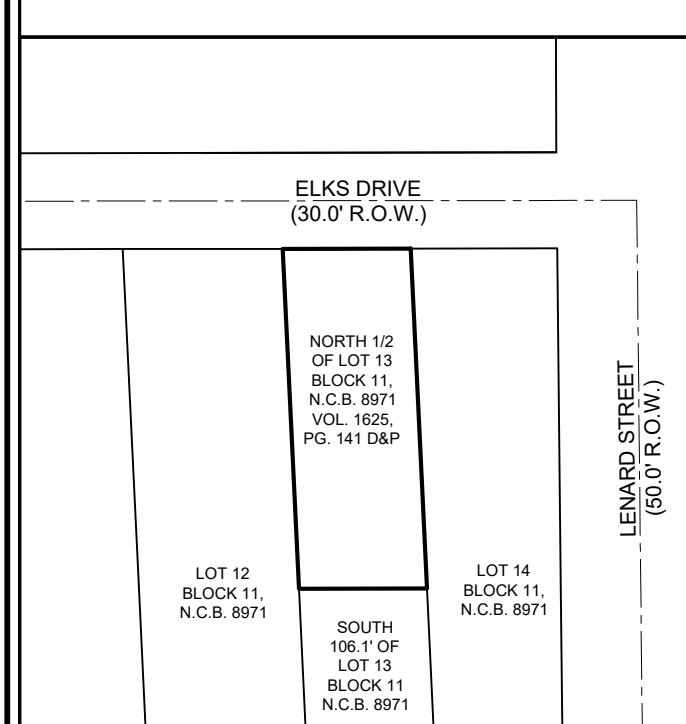 ELKS DRIVE
(30.0' R.O.W.)
NORTH 1/2
OF LOT 13
BLOCK 11,
N.C.B. 8971
VOL. 1625,
PG. 141 D&P
LENARD STREET
(50.0' R.O.W.)
LOT 12
BLOCK 11,
N.C.B. 8971
LOT 14
BLOCK 11,
N.C.B. 8971
SOUTH
106.1' OF
LOT 13
BLOCK 11
N.C.B. 8971